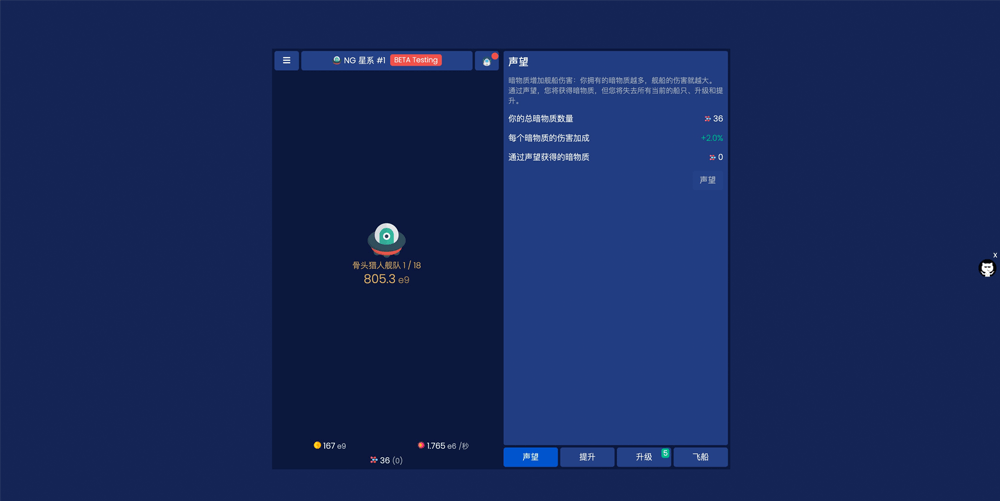 NG 星系 #1 BETA Testing
骨头猎人舰队 1 / 18
805.3 e9
167 e9
1.765 e6 /秒
36 (0)
声望
暗物质增加舰船伤害：你拥有的暗物质越多，舰船的伤害就越大。
通过声望，您将获得暗物质，但您将失去所有当前的船只、升级和提
升。
你的总暗物质数量 36
每个暗物质的伤害加成 +2.0%
通过声望获得的暗物质 0
声望
声望 提升 升级 5 飞船
x